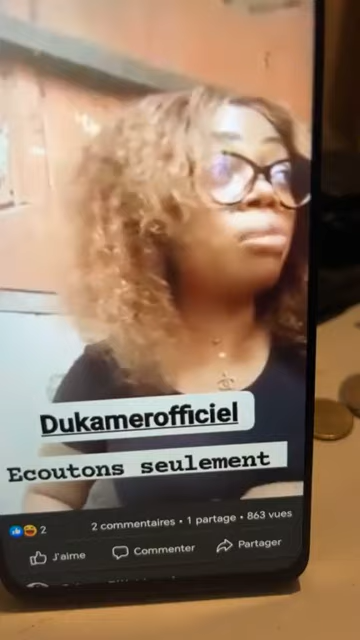 Dukamerofficiel
Ecoutons seulement
2
2 commentaires • 1 partage • 863 vues
J'aime
Commenter
Partager